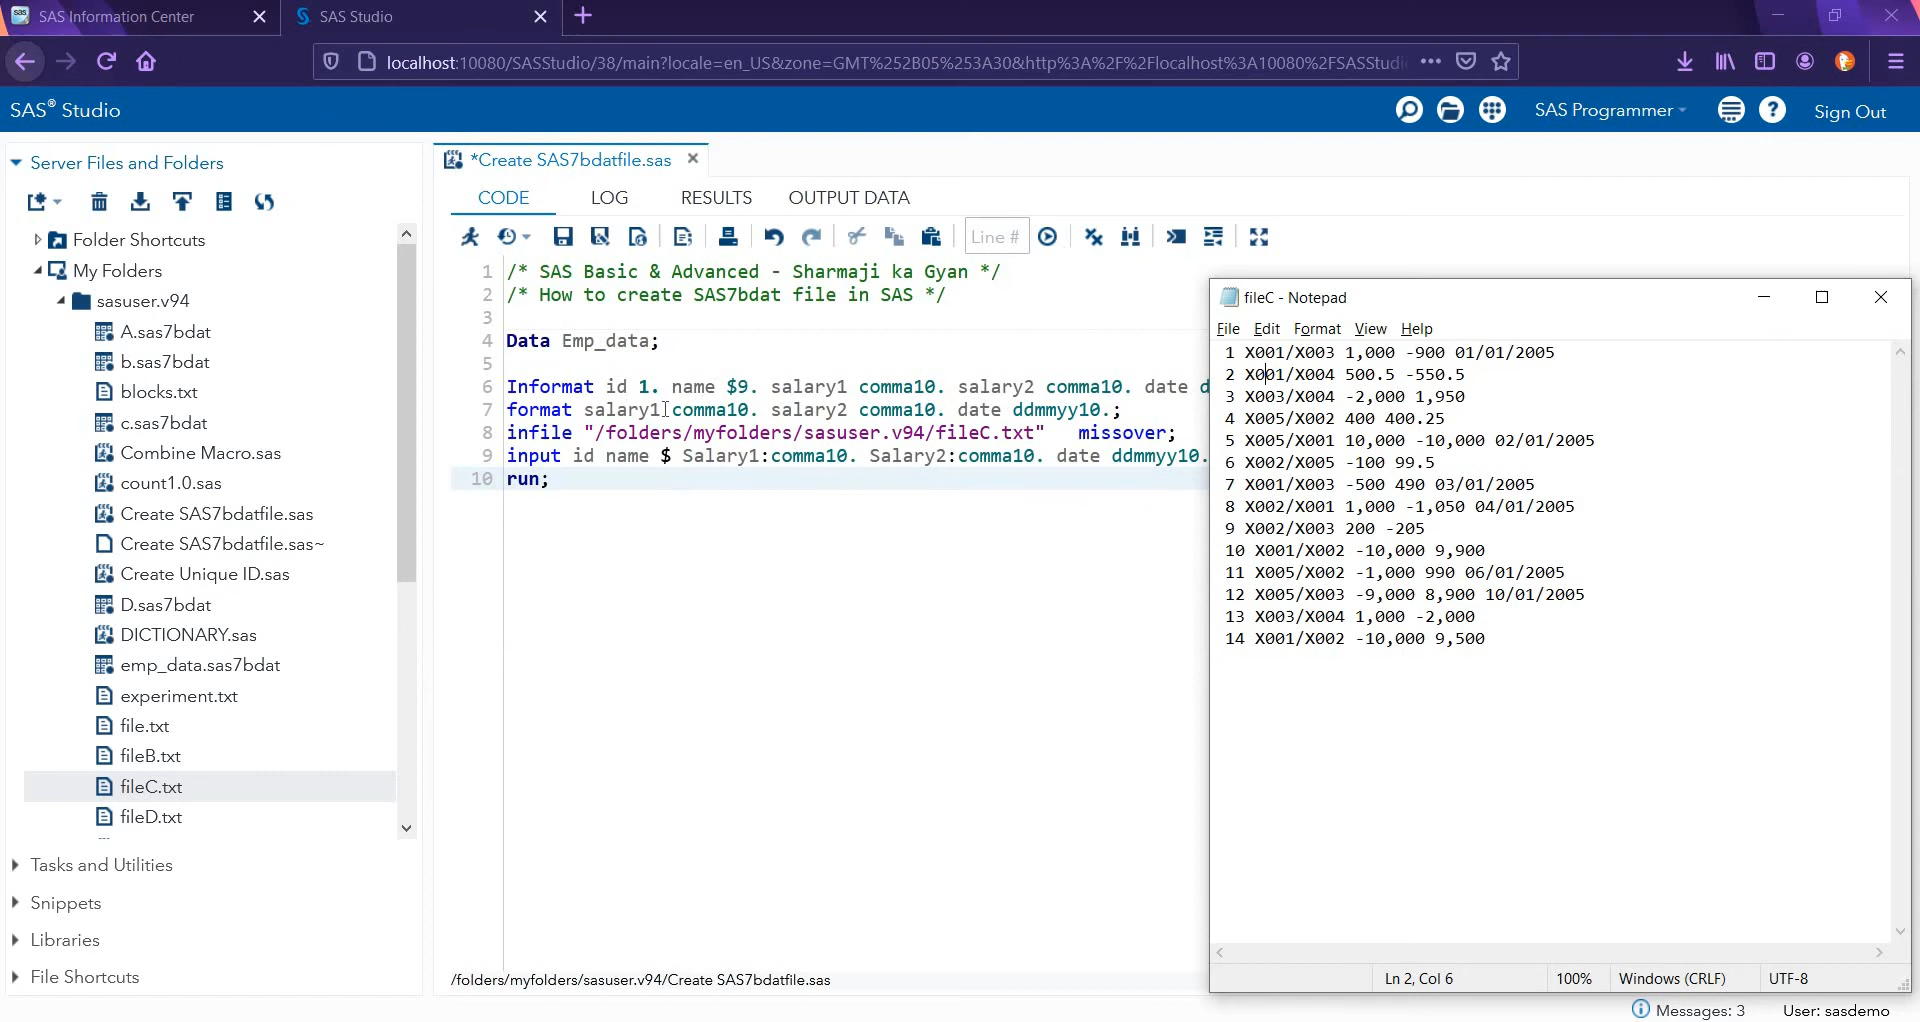 SAS Information Center
SAS Studio
localhost:10080/SASStudio/38/main?locale=en_US&zone=GMT%252B05%253A30&http%3A%2F%2Flocalhost%3A10080%2FSASStudi
SAS® Studio
SAS Programmer
Sign Out
Server Files and Folders
Folder Shortcuts
My Folders
sasuser.v94
A.sas7bdat
b.sas7bdat
blocks.txt
c.sas7bdat
Combine Macro.sas
count1.0.sas
Create SAS7bdatfile.sas
Create SAS7bdatfile.sas~
Create Unique ID.sas
D.sas7bdat
DICTIONARY.sas
emp_data.sas7bdat
experiment.txt
file.txt
fileB.txt
fileC.txt
fileD.txt
Tasks and Utilities
Snippets
Libraries
File Shortcuts
*Create SAS7bdatfile.sas
CODE LOG RESULTS OUTPUT DATA
Line #
1 /* SAS Basic & Advanced - Sharmaji ka Gyan */
2 /* How to create SAS7bdat file in SAS */
3
4 Data Emp_data;
5
6 Informat id 1. name $9. salary1 comma10. salary2 comma10. date d
7 format salary1 comma10. salary2 comma10. date ddmmyy10.;
8 infile "/folders/myfolders/sasuser.v94/fileC.txt" missover;
9 input id name $ Salary1:comma10. Salary2:comma10. date ddmmyy10.
10 run;
/folders/myfolders/sasuser.v94/Create SAS7bdatfile.sas
fileC - Notepad
File Edit Format View Help
1 X001/X003 1,000 -900 01/01/2005
2 X001/X004 500.5 -550.5
3 X003/X004 -2,000 1,950
4 X005/X002 400 400.25
5 X005/X001 10,000 -10,000 02/01/2005
6 X002/X005 -100 99.5
7 X001/X003 -500 490 03/01/2005
8 X002/X001 1,000 -1,050 04/01/2005
9 X002/X003 200 -205
10 X001/X002 -10,000 9,900
11 X005/X002 -1,000 990 06/01/2005
12 X005/X003 -9,000 8,900 10/01/2005
13 X003/X004 1,000 -2,000
14 X001/X002 -10,000 9,500
Ln 2, Col 6
100%
Windows (CRLF)
UTF-8
Messages: 3
User: sasdemo